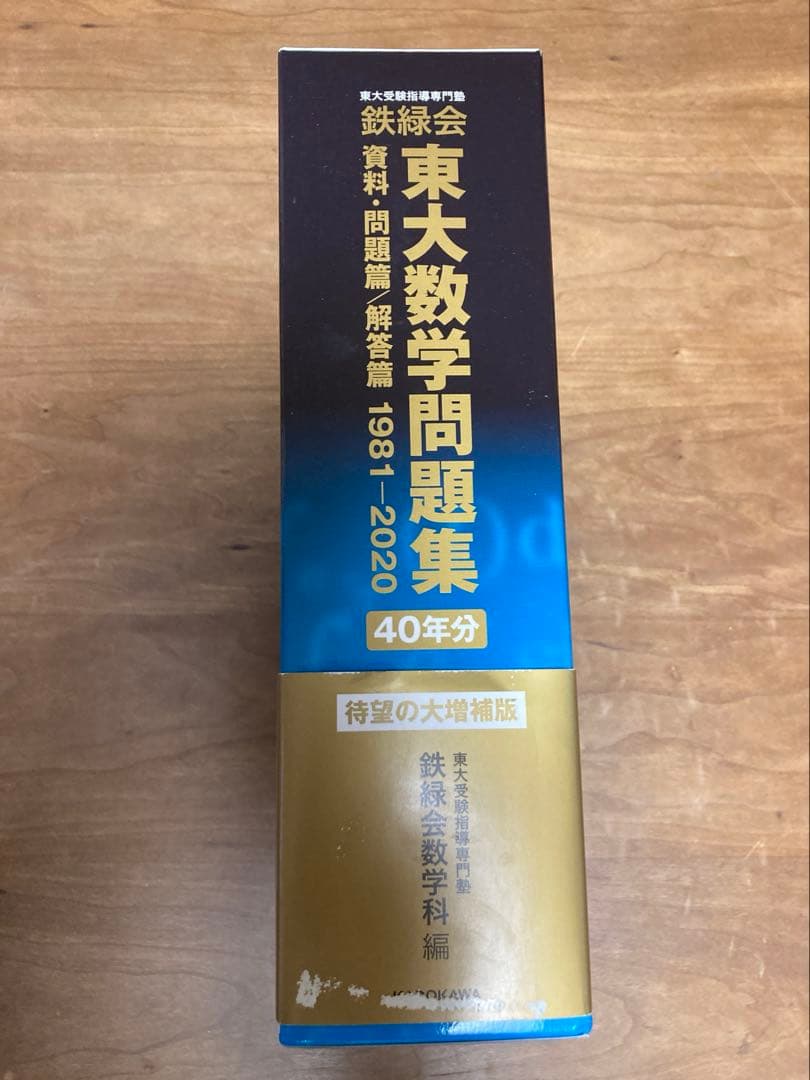 東大受験指導専門塾
鉄緑会
東大数学問題集
資料・問題篇/解答篇 1981-2020
40年分
待望の大増補版
東大受験指導専門塾
鉄緑会数学科 編